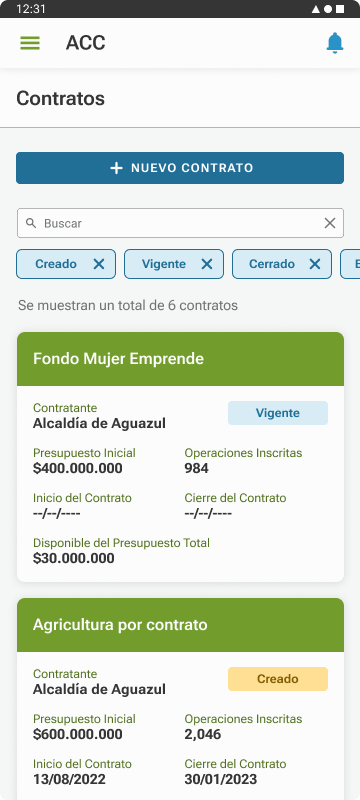 12:31
ACC
Contratos
NUEVO CONTRATO
Buscar
Creado Vigente Cerrado
Se muestran un total de 6 contratos
Fondo Mujer Emprende
Contratante
Alcaldía de Aguazul
Vigente
Presupuesto Inicial Operaciones Inscritas
$400.000.000 984
Inicio del Contrato Cierre del Contrato
--/--/---- --/--/----
Disponible del Presupuesto Total
$30.000.000
Agricultura por contrato
Contratante
Alcaldía de Aguazul
Creado
Presupuesto Inicial Operaciones Inscritas
$600.000.000 2,046
Inicio del Contrato Cierre del Contrato
13/08/2022 30/01/2023